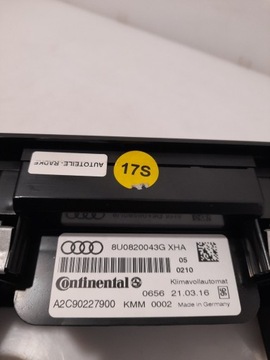 AUTOTEILE-RADKE
17S
8U0820043G XHA
05
0210
Continental
Klimavollautomat
0656 21.03.16
A2C90227900 KMM 0002 Made in Germany